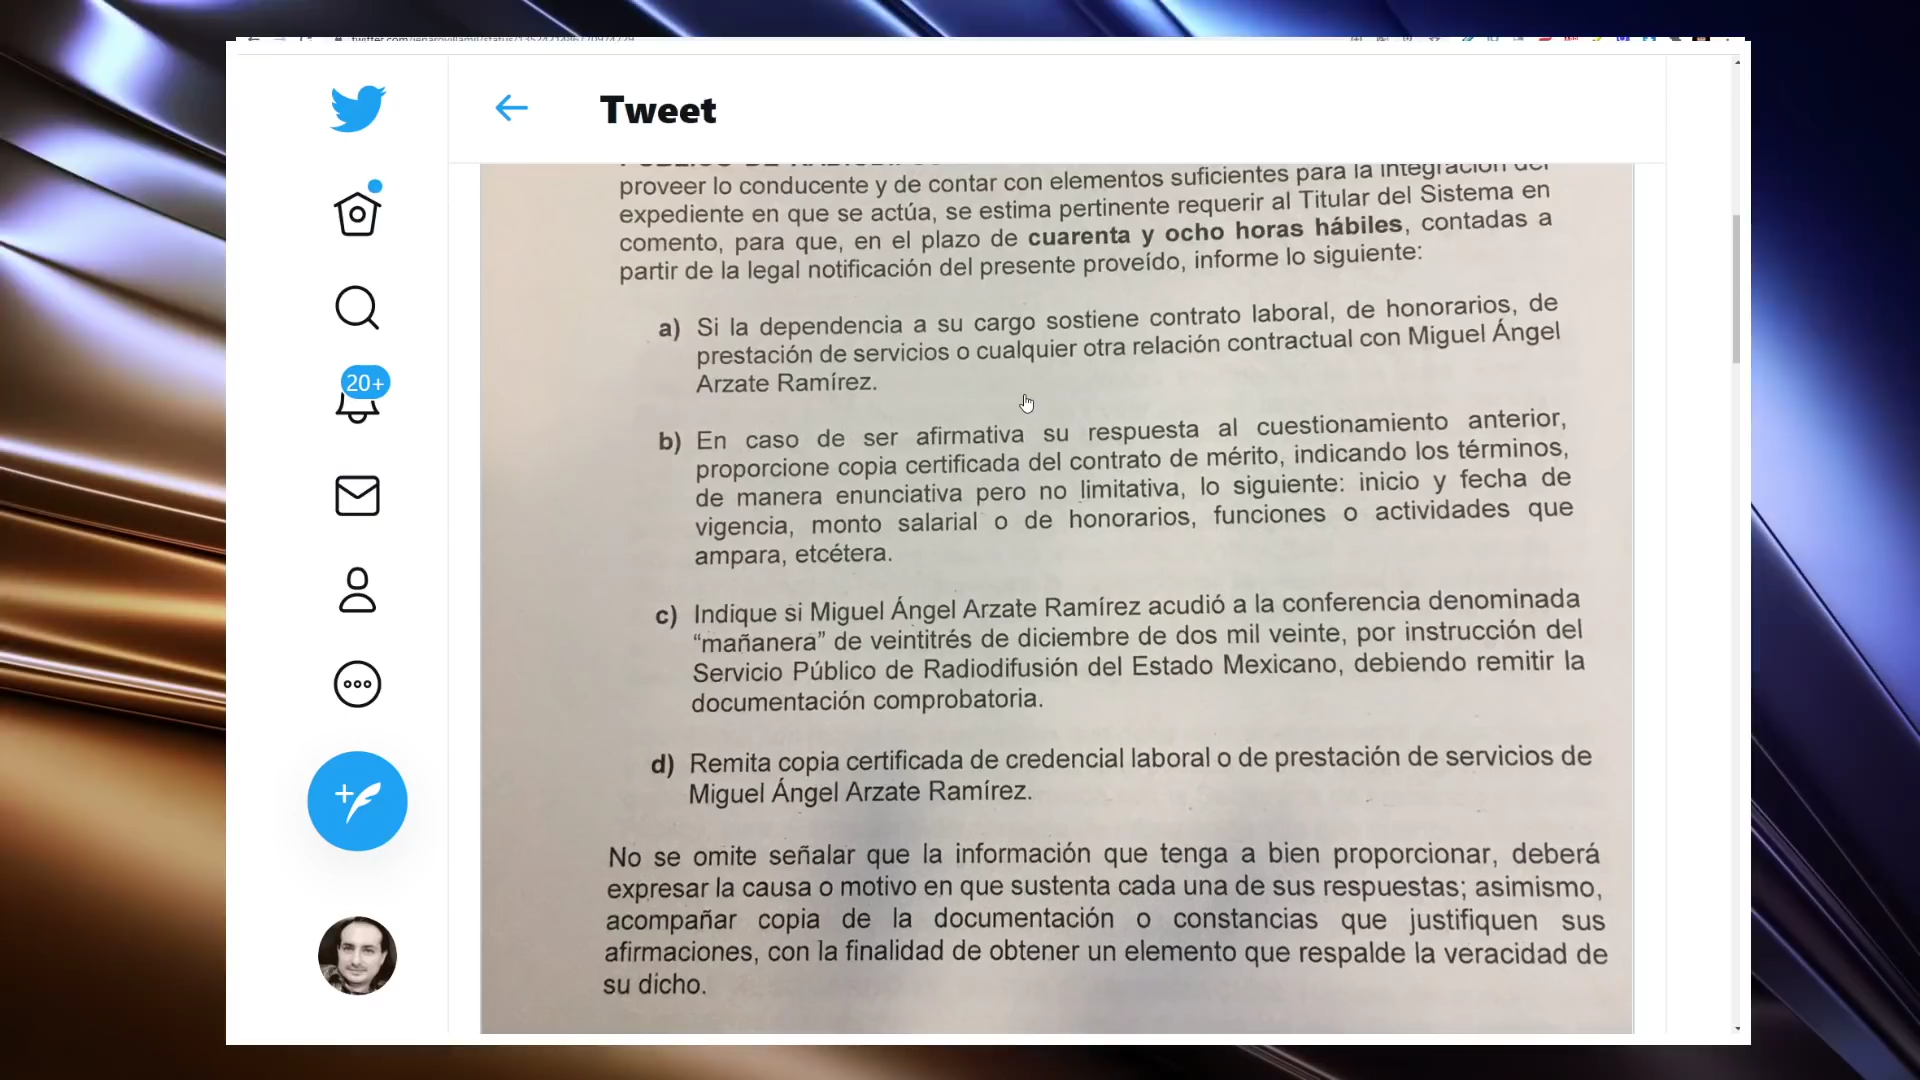 Tweet
20+
proveer lo conducente y de contar con elementos suficientes para la integración del
expediente en que se actúa, se estima pertinente requerir al Titular del Sistema en
comento, para que, en el plazo de cuarenta y ocho horas hábiles, contadas a
partir de la legal notificación del presente proveído, informe lo siguiente:
a) Si la dependencia a su cargo sostiene contrato laboral, de honorarios, de
prestación de servicios o cualquier otra relación contractual con Miguel Ángel
Arzate Ramírez.
b) En caso de ser afirmativa su respuesta al cuestionamiento anterior,
proporcione copia certificada del contrato de mérito, indicando los términos,
de manera enunciativa pero no limitativa, lo siguiente: inicio y fecha de
vigencia, monto salarial o de honorarios, funciones o actividades que
ampara, etcétera.
c) Indique si Miguel Ángel Arzate Ramírez acudió a la conferencia denominada
“mañanera” de veintitrés de diciembre de dos mil veinte, por instrucción del
Servicio Público de Radiodifusión del Estado Mexicano, debiendo remitir la
documentación comprobatoria.
d) Remita copia certificada de credencial laboral o de prestación de servicios de
Miguel Ángel Arzate Ramírez.
No se omite señalar que la información que tenga a bien proporcionar, deberá
expresar la causa o motivo en que sustenta cada una de sus respuestas; asimismo,
acompañar copia de la documentación o constancias que justifiquen sus
afirmaciones, con la finalidad de obtener un elemento que respalde la veracidad de
su dicho.